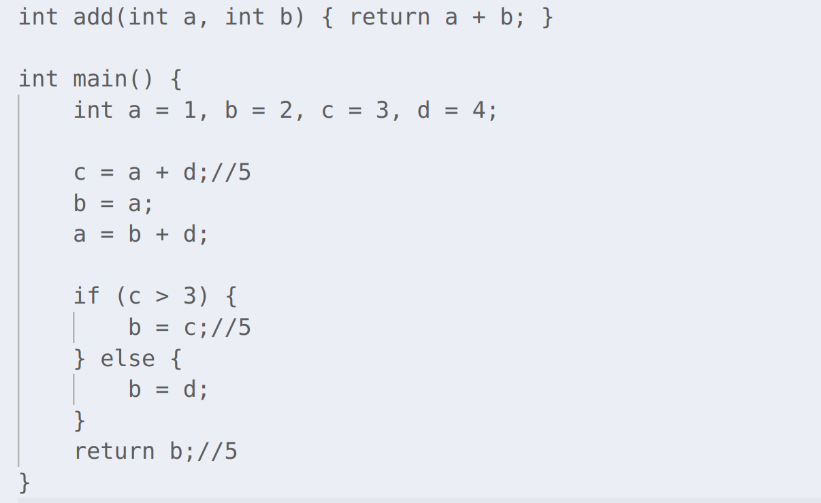 int add(int a, int b) { return a + b; }
int main() {
    int a = 1, b = 2, c = 3, d = 4;
    c = a + d;//5
    b = a;
    a = b + d;
    if (c > 3) {
        b = c;//5
    } else {
        b = d;
    }
    return b;//5
}